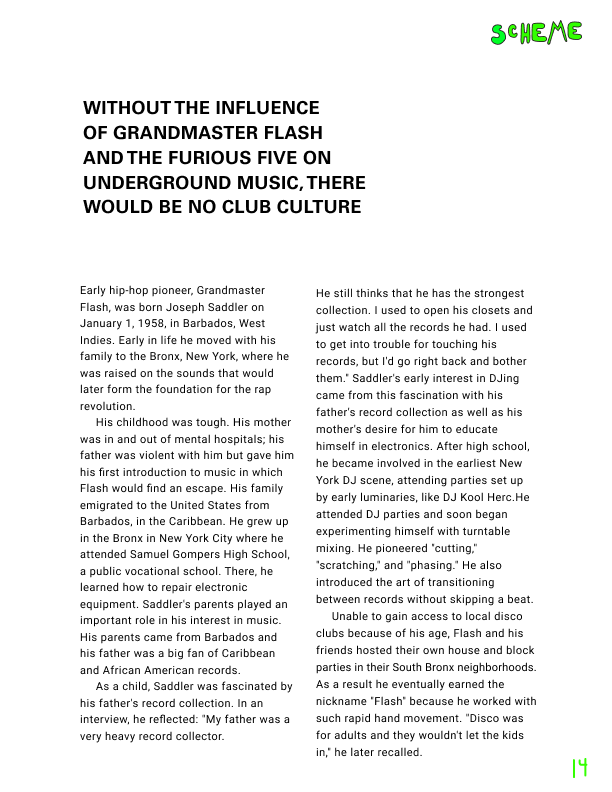 SCHEME
WITHOUT THE INFLUENCE
OF GRANDMASTER FLASH
AND THE FURIOUS FIVE ON
UNDERGROUND MUSIC, THERE
WOULD BE NO CLUB CULTURE
Early hip-hop pioneer, Grandmaster
Flash, was born Joseph Saddler on
January 1, 1958, in Barbados, West
Indies. Early in life he moved with his
family to the Bronx, New York, where he
was raised on the sounds that would
later form the foundation for the rap
revolution.
His childhood was tough. His mother
was in and out of mental hospitals; his
father was violent with him but gave him
his first introduction to music in which
Flash would find an escape. His family
emigrated to the United States from
Barbados, in the Caribbean. He grew up
in the Bronx in New York City where he
attended Samuel Gompers High School,
a public vocational school. There, he
learned how to repair electronic
equipment. Saddler's parents played an
important role in his interest in music.
His parents came from Barbados and
his father was a big fan of Caribbean
and African American records.
As a child, Saddler was fascinated by
his father's record collection. In an
interview, he reflected: "My father was a
very heavy record collector.
He still thinks that he has the strongest
collection. I used to open his closets and
just watch all the records he had. I used
to get into trouble for touching his
records, but I'd go right back and bother
them." Saddler's early interest in DJing
came from this fascination with his
father's record collection as well as his
mother's desire for him to educate
himself in electronics. After high school,
he became involved in the earliest New
York DJ scene, attending parties set up
by early luminaries, like DJ Kool Herc.He
attended DJ parties and soon began
experimenting himself with turntable
mixing. He pioneered "cutting,"
"scratching," and "phasing." He also
introduced the art of transitioning
between records without skipping a beat.
Unable to gain access to local disco
clubs because of his age, Flash and his
friends hosted their own house and block
parties in their South Bronx neighborhoods.
As a result he eventually earned the
nickname "Flash" because he worked with
such rapid hand movement. "Disco was
for adults and they wouldn't let the kids
in," he later recalled.
14